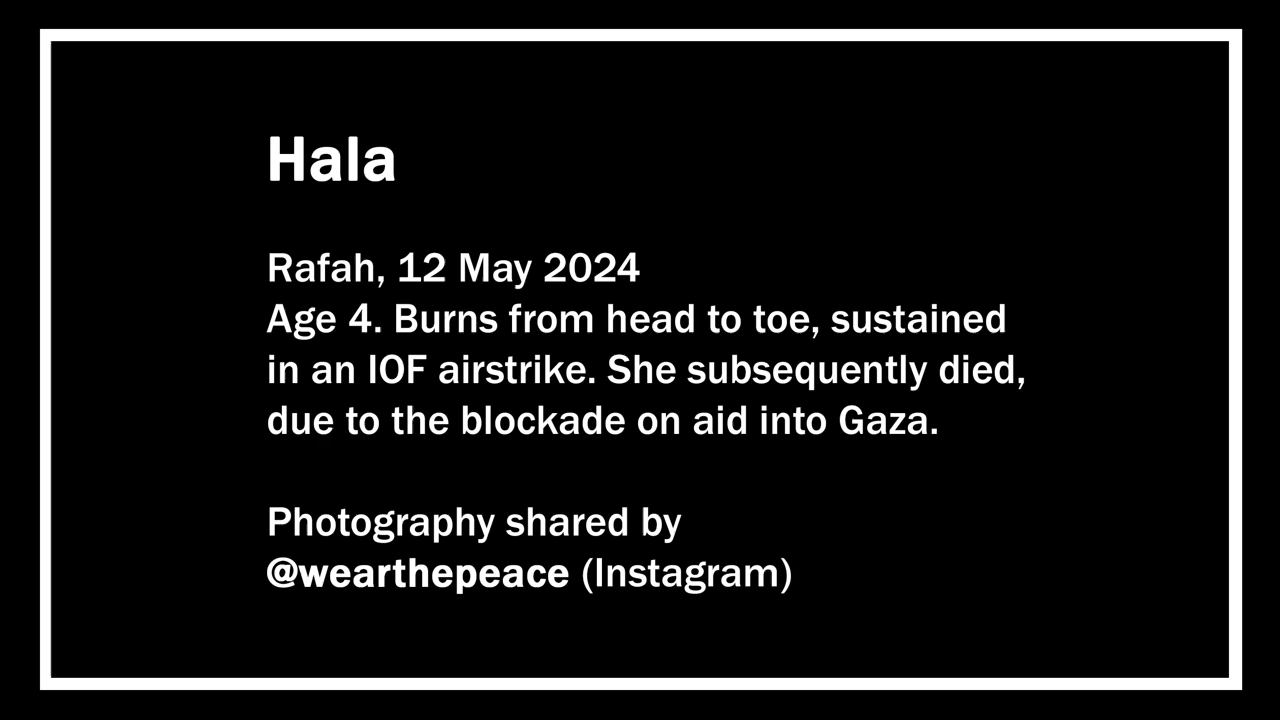 Hala
Rafah, 12 May 2024
Age 4. Burns from head to toe, sustained
in an IOF airstrike. She subsequently died,
due to the blockade on aid into Gaza.
Photography shared by
@wearthepeace (Instagram)